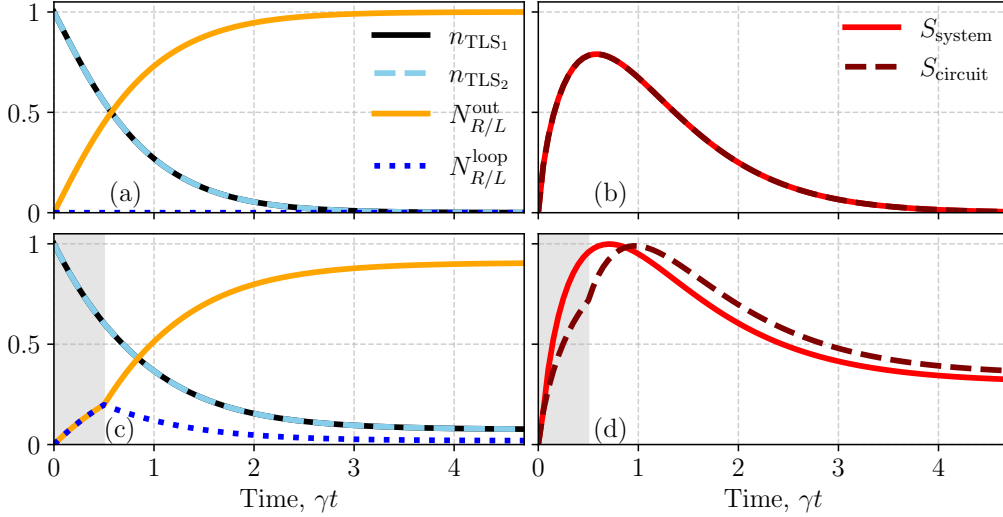 1
0.5
0
(a)
n_TLS₁
n_TLS₂
N^out_R/L
N^loop_R/L
(b)
S_system
S_circuit
1
0.5
0
(c)
0 1 2 3 4
Time, γt
(d)
0 1 2 3 4
Time, γt